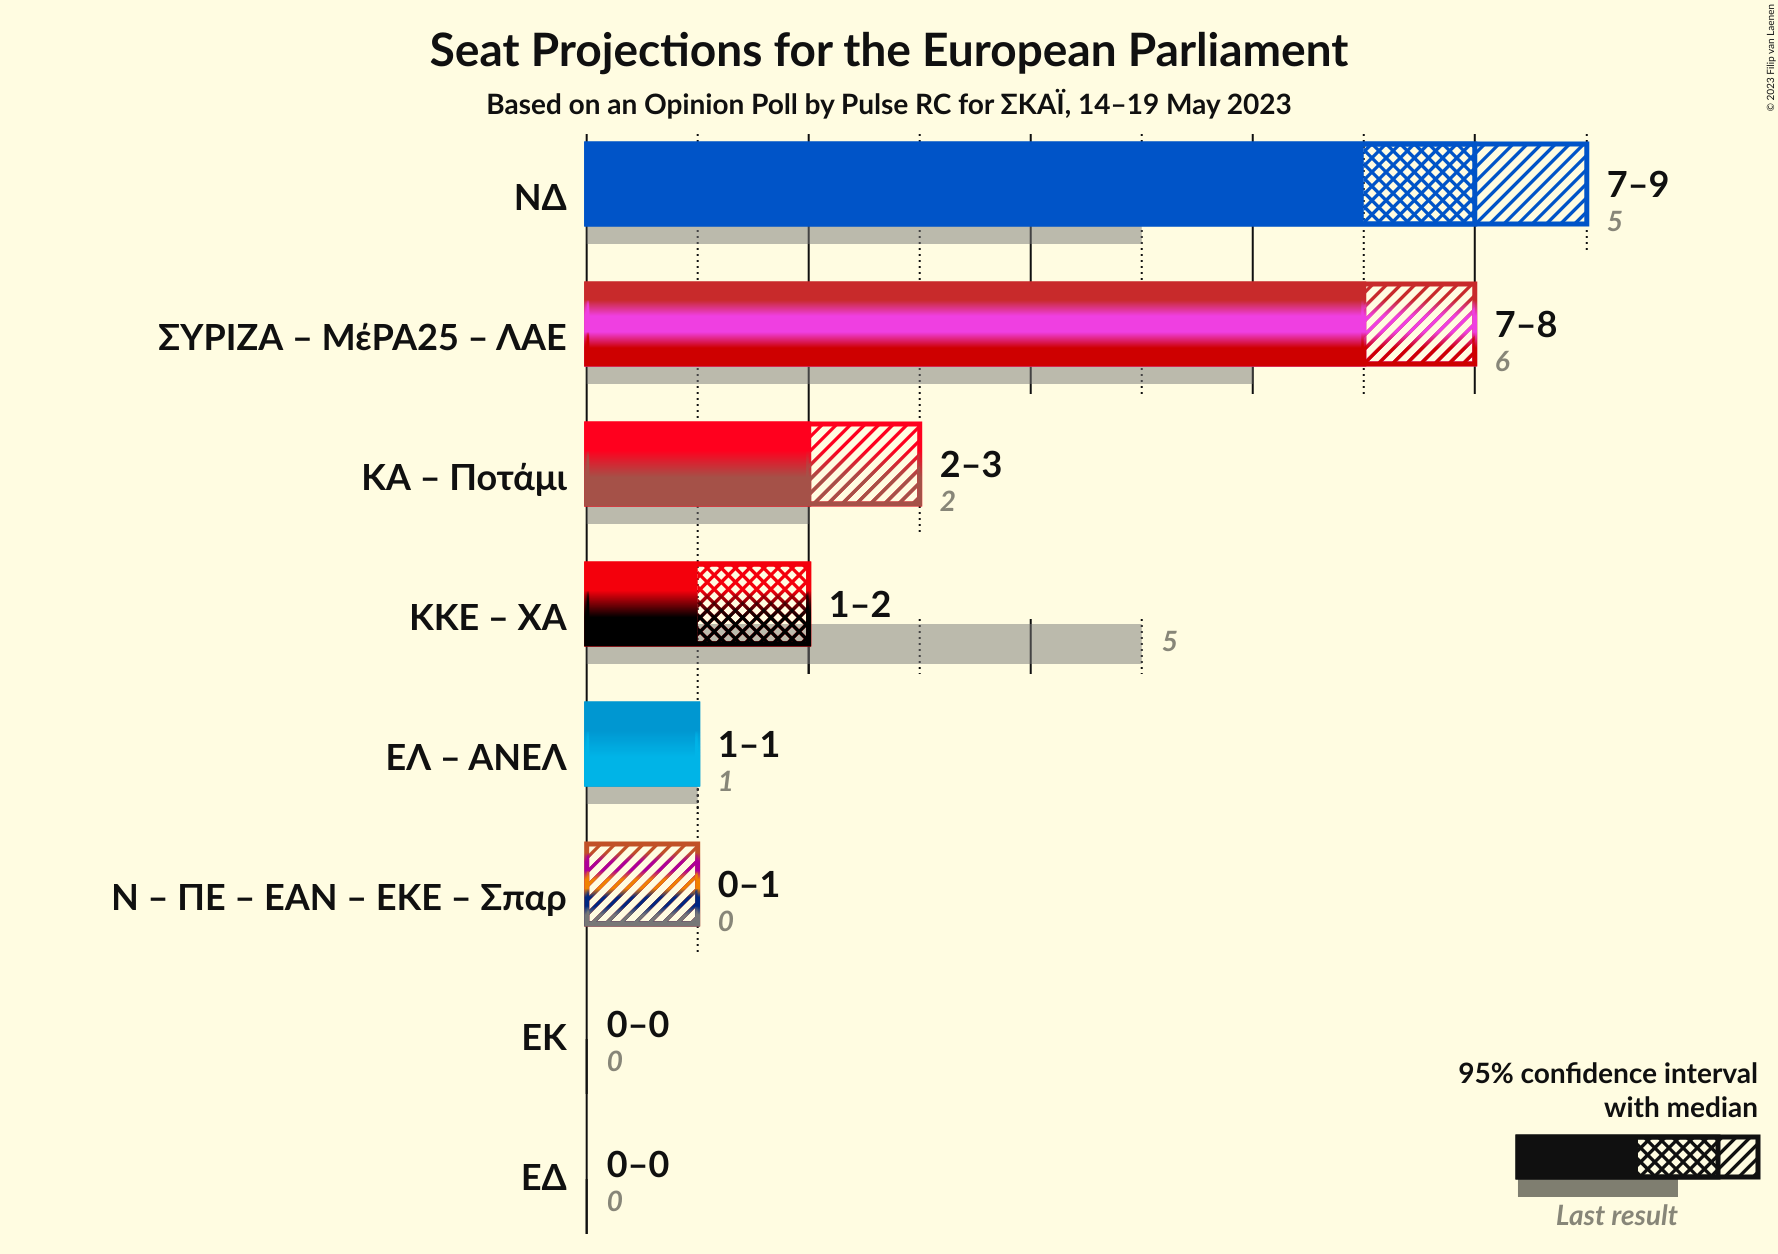 Seat Projections for the European Parliament
Based on an Opinion Poll by Pulse RC for ΣΚΑΪ, 14–19 May 2023
© 2023 Filip van Laenen
ΝΔ
7–9
5
ΣΥΡΙΖΑ – ΜέΡΑ25 – ΛΑΕ
7–8
6
ΚΑ – Ποτάμι
2–3
2
ΚΚΕ – ΧΑ
1–2
5
ΕΛ – ΑΝΕΛ
1–1
1
Ν – ΠΕ – ΕΑΝ – ΕΚΕ – Σπαρ
0–1
0
ΕΚ
0–0
0
ΕΔ
0–0
0
95% confidence interval
with median
Last result